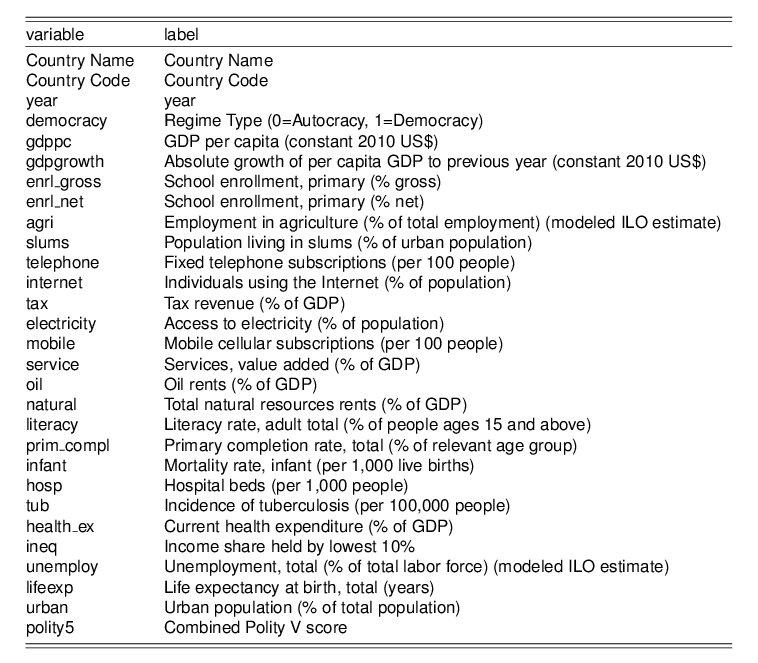 variable label
Country Name Country Name
Country Code Country Code
year year
democracy Regime Type (0=Autocracy, 1=Democracy)
gdppc GDP per capita (constant 2010 US$)
gdpgrowth Absolute growth of per capita GDP to previous year (constant 2010 US$)
enrl_gross School enrollment, primary (% gross)
enrl_net School enrollment, primary (% net)
agri Employment in agriculture (% of total employment) (modeled ILO estimate)
slums Population living in slums (% of urban population)
telephone Fixed telephone subscriptions (per 100 people)
internet Individuals using the Internet (% of population)
tax Tax revenue (% of GDP)
electricity Access to electricity (% of population)
mobile Mobile cellular subscriptions (per 100 people)
service Services, value added (% of GDP)
oil Oil rents (% of GDP)
natural Total natural resources rents (% of GDP)
literacy Literacy rate, adult total (% of people ages 15 and above)
prim_compl Primary completion rate, total (% of relevant age group)
infant Mortality rate, infant (per 1,000 live births)
hosp Hospital beds (per 1,000 people)
tub Incidence of tuberculosis (per 100,000 people)
health_ex Current health expenditure (% of GDP)
ineq Income share held by lowest 10%
unemploy Unemployment, total (% of total labor force) (modeled ILO estimate)
lifeexp Life expectancy at birth, total (years)
urban Urban population (% of total population)
polity5 Combined Polity V score